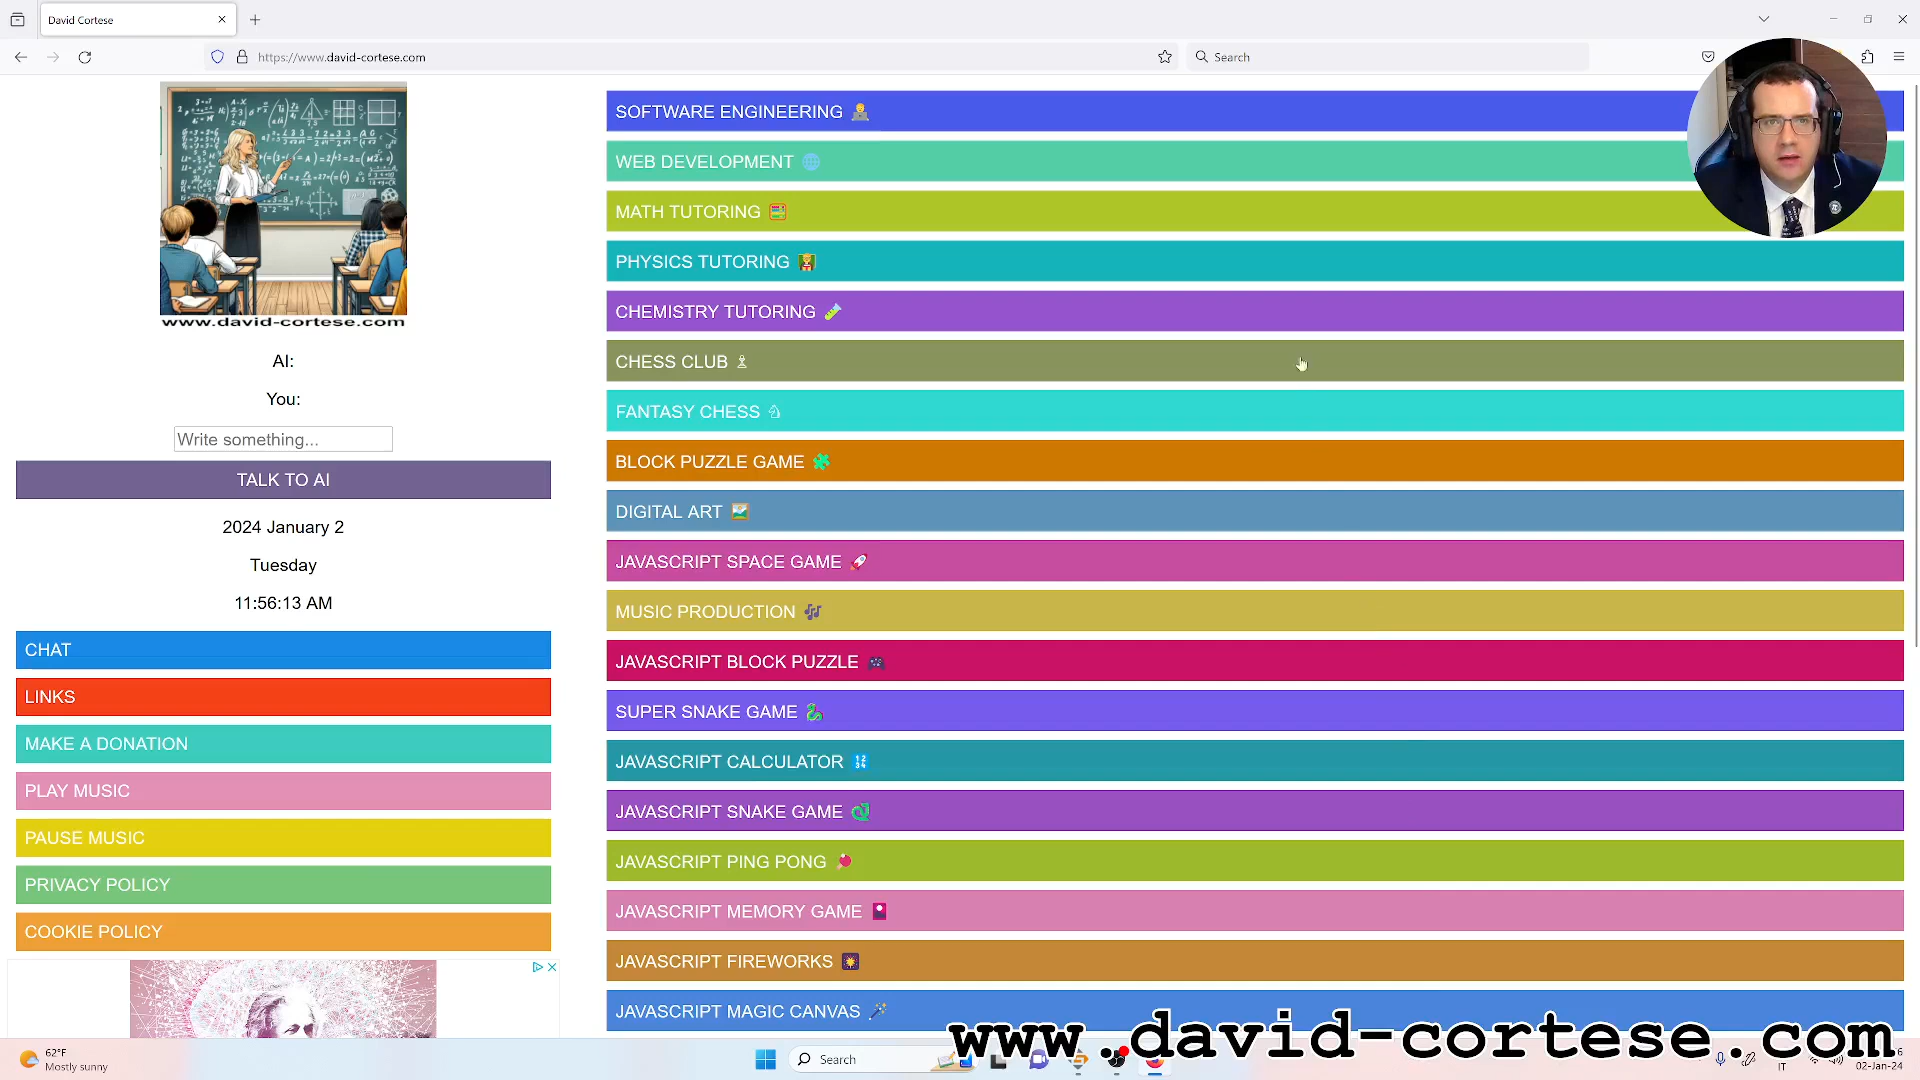 David Cortese
https://www.david-cortese.com
Search
www.david-cortese.com
AI:
You:
Write something...
TALK TO AI
2024 January 2
Tuesday
11:56:13 AM
CHAT
LINKS
MAKE A DONATION
PLAY MUSIC
PAUSE MUSIC
PRIVACY POLICY
COOKIE POLICY
SOFTWARE ENGINEERING
WEB DEVELOPMENT
MATH TUTORING
PHYSICS TUTORING
CHEMISTRY TUTORING
CHESS CLUB
FANTASY CHESS
BLOCK PUZZLE GAME
DIGITAL ART
JAVASCRIPT SPACE GAME
MUSIC PRODUCTION
JAVASCRIPT BLOCK PUZZLE
SUPER SNAKE GAME
JAVASCRIPT CALCULATOR
JAVASCRIPT SNAKE GAME
JAVASCRIPT PING PONG
JAVASCRIPT MEMORY GAME
JAVASCRIPT FIREWORKS
JAVASCRIPT MAGIC CANVAS
www.david-cortese.com
62°F
Mostly sunny
Search
IT
02-Jan-24